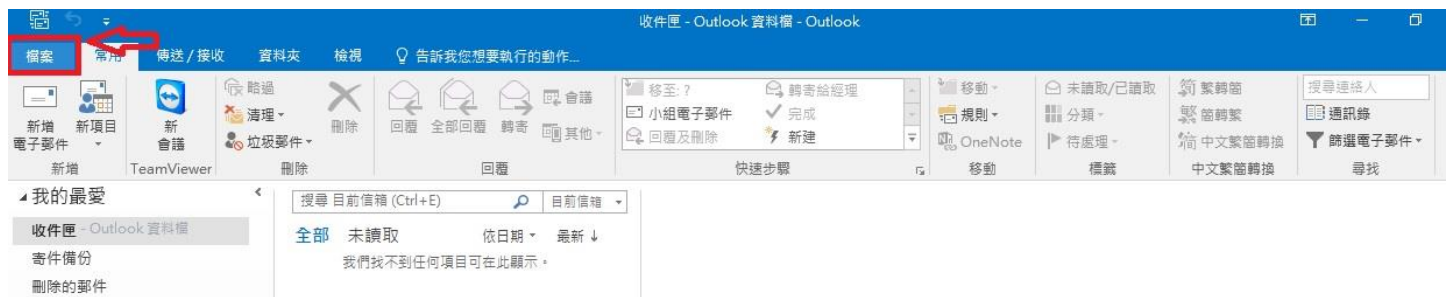 收件匣 - Outlook 資料檔 - Outlook
檔案 常用 傳送 / 接收 資料夾 檢視 告訴我您想要執行的動作...
新增 電子郵件
新項目
新增
新 會議
TeamViewer
略過
清理
垃圾郵件
刪除
刪除
回覆
全部回覆
轉寄
會議
其他
回覆
移至: ?
小組電子郵件
回覆及刪除
轉寄給經理
完成
新建
快速步驟
移動
規則
OneNote
移動
未讀取/已讀取
分類
待處理
標籤
繁轉簡
簡轉繁
中文繁簡轉換
中文繁簡轉換
搜尋連絡人
通訊錄
篩選電子郵件
尋找
我的最愛
收件匣 - Outlook 資料檔
寄件備份
刪除的郵件
搜尋 目前信箱 (Ctrl+E) 目前信箱
全部 未讀取 依日期 最新 ↓
我們找不到任何項目可在此顯示。